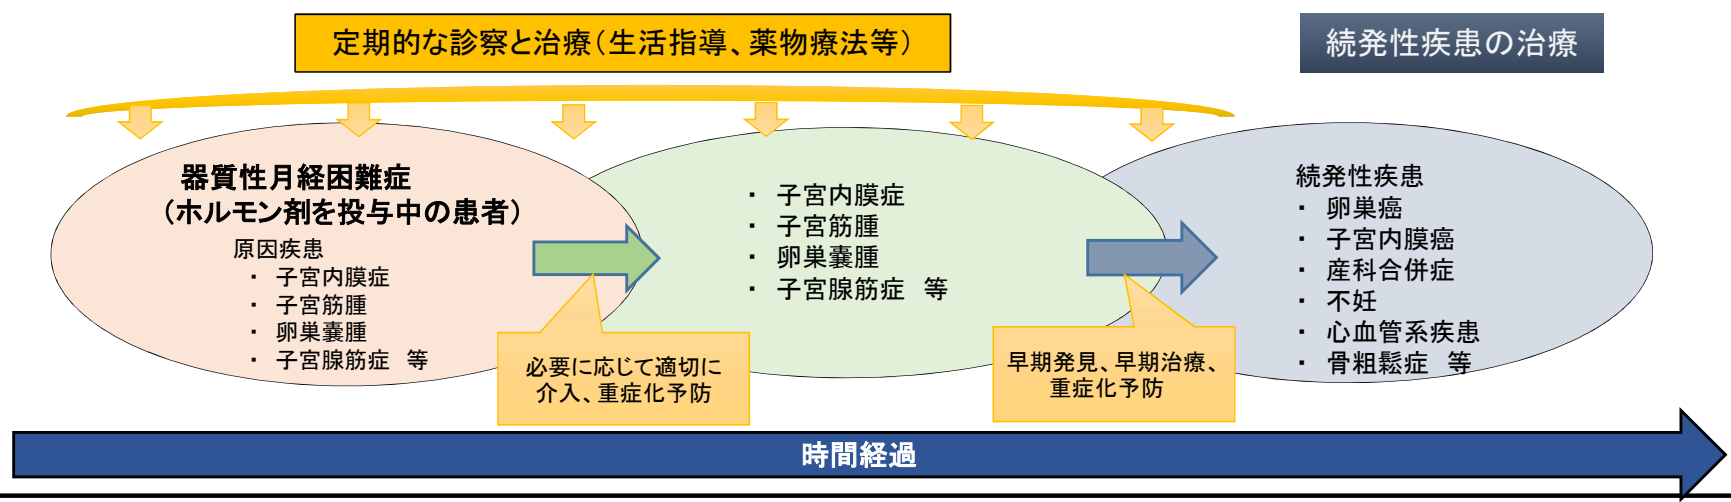 定期的な診察と治療（生活指導、薬物療法等）
続発性疾患の治療
器質性月経困難症
（ホルモン剤を投与中の患者）
原因疾患
・ 子宮内膜症
・ 子宮筋腫
・ 卵巣嚢腫
・ 子宮腺筋症 等
必要に応じて適切に
介入、重症化予防
・ 子宮内膜症
・ 子宮筋腫
・ 卵巣嚢腫
・ 子宮腺筋症 等
早期発見、早期治療、
重症化予防
続発性疾患
・ 卵巣癌
・ 子宮内膜癌
・ 産科合併症
・ 不妊
・ 心血管系疾患
・ 骨粗鬆症 等
時間経過